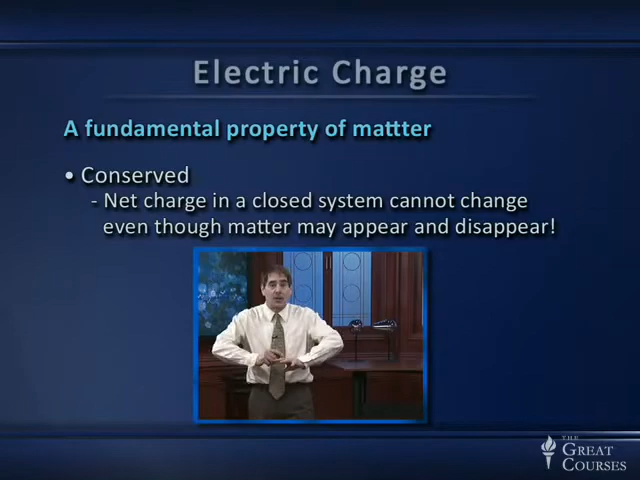 Electric Charge
A fundamental property of mattter
• Conserved
- Net charge in a closed system cannot change
even though matter may appear and disappear!
THE
GREAT
COURSES